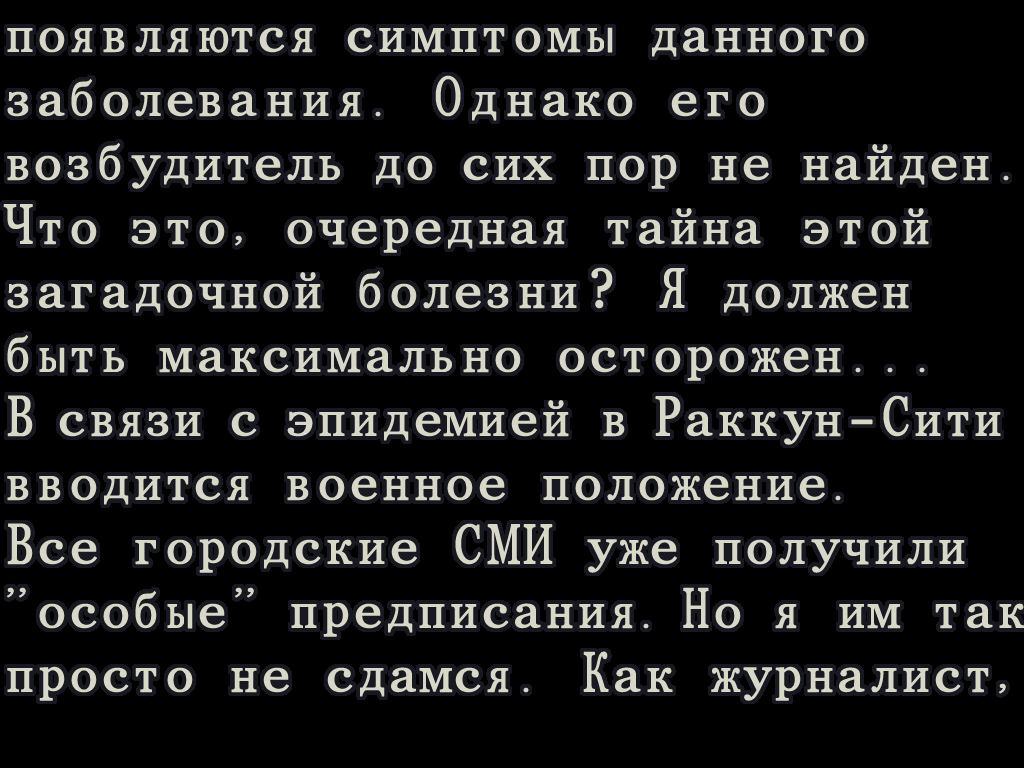 появляются симптомы данного
заболевания. Однако его
возбудитель до сих пор не найден.
Что это, очередная тайна этой
загадочной болезни? Я должен
быть максимально осторожен...
В связи с эпидемией в Раккун-Сити
вводится военное положение.
Все городские СМИ уже получили
”особые” предписания. Но я им так
просто не сдамся. Как журналист,